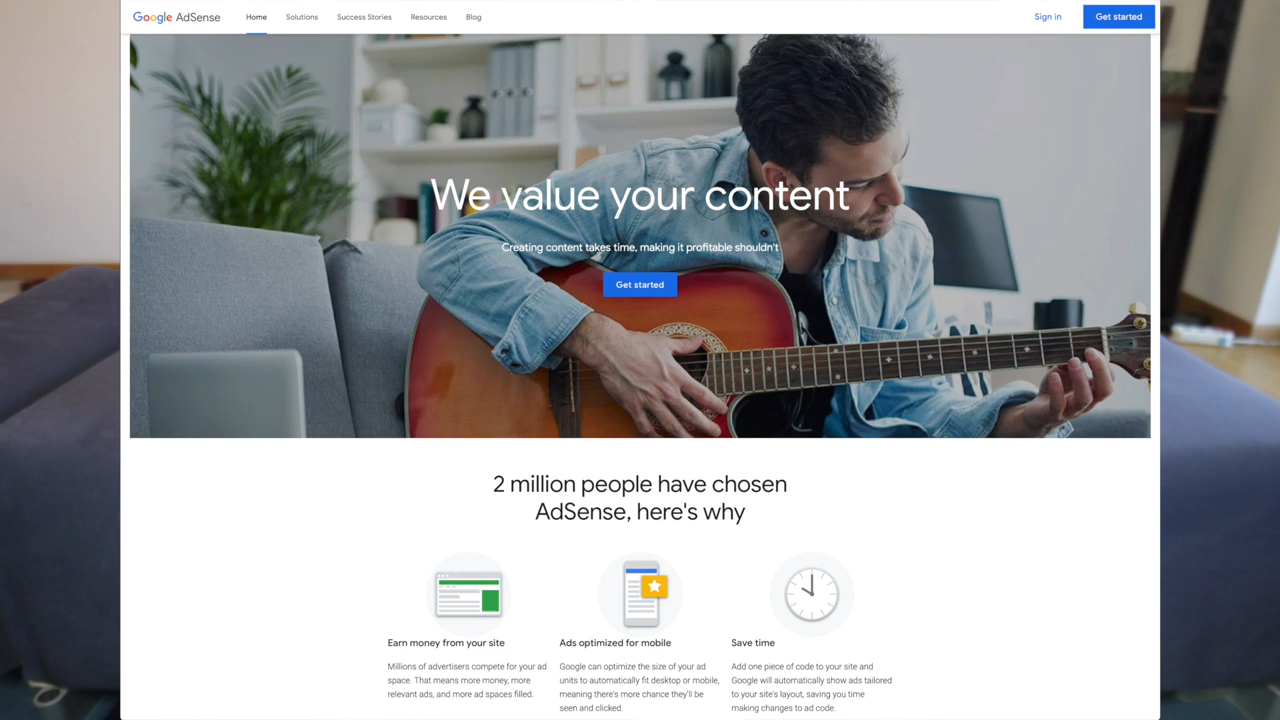 Google AdSense Home Solutions Success Stories Resources Blog Sign in Get started
We value your content
Creating content takes time, making it profitable shouldn't
Get started
2 million people have chosen
AdSense, here's why
Earn money from your site
Millions of advertisers compete for your ad
space. That means more money, more
relevant ads, and more ad spaces filled.
Ads optimized for mobile
Google can optimize the size of your ad
units to automatically fit desktop or mobile,
meaning there's more chance they'll be
seen and clicked.
Save time
Add one piece of code to your site and
Google will automatically show ads tailored
to your site's layout, saving you time
making changes to ad code.